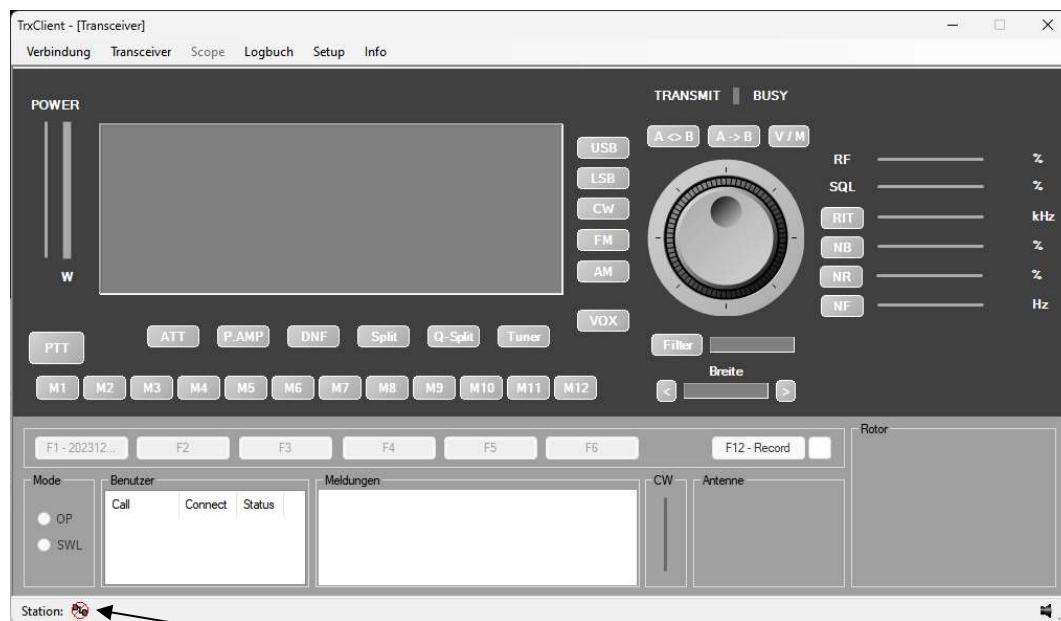 TrxClient - [Transceiver]
Verbindung Transceiver Scope Logbuch Setup Info
TRANSMIT BUSY
POWER
A <> B A -> B V / M
USB
LSB
CW
FM
AM
VOX
RF %
SQL %
RIT kHz
NB %
NR %
NF Hz
W
PTT
ATT P.AMP DNF Split Q-Split Tuner
Filter
Breite
< >
M1 M2 M3 M4 M5 M6 M7 M8 M9 M10 M11 M12
F1 - 202312... F2 F3 F4 F5 F6 F12 - Record
Rotor
Mode Benutzer Meldungen CW Antenne
Call Connect Status
OP
SWL
Station: